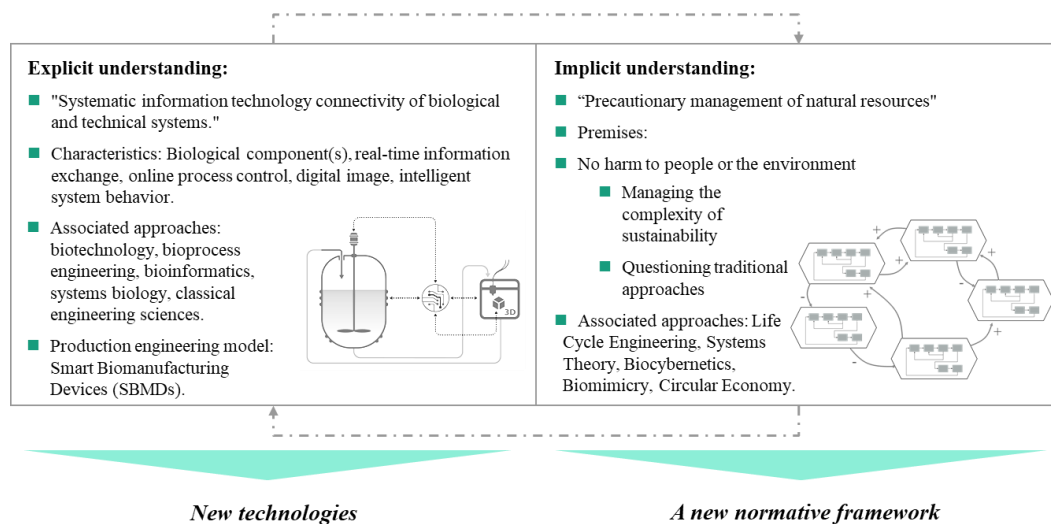 Explicit understanding:
"Systematic information technology connectivity of biological
and technical systems."
Characteristics: Biological component(s), real-time information
exchange, online process control, digital image, intelligent
system behavior.
Associated approaches:
biotechnology, bioprocess
engineering, bioinformatics,
systems biology, classical
engineering sciences.
Production engineering model:
Smart Biomanufacturing
Devices (SBMDs).
3D
Implicit understanding:
“Precautionary management of natural resources"
Premises:
No harm to people or the environment
Managing the
complexity of
sustainability
Questioning traditional
approaches
Associated approaches: Life
Cycle Engineering, Systems
Theory, Biocybernetics,
Biomimicry, Circular Economy.
+
+
-
+
-
+
+
-
New technologies
A new normative framework